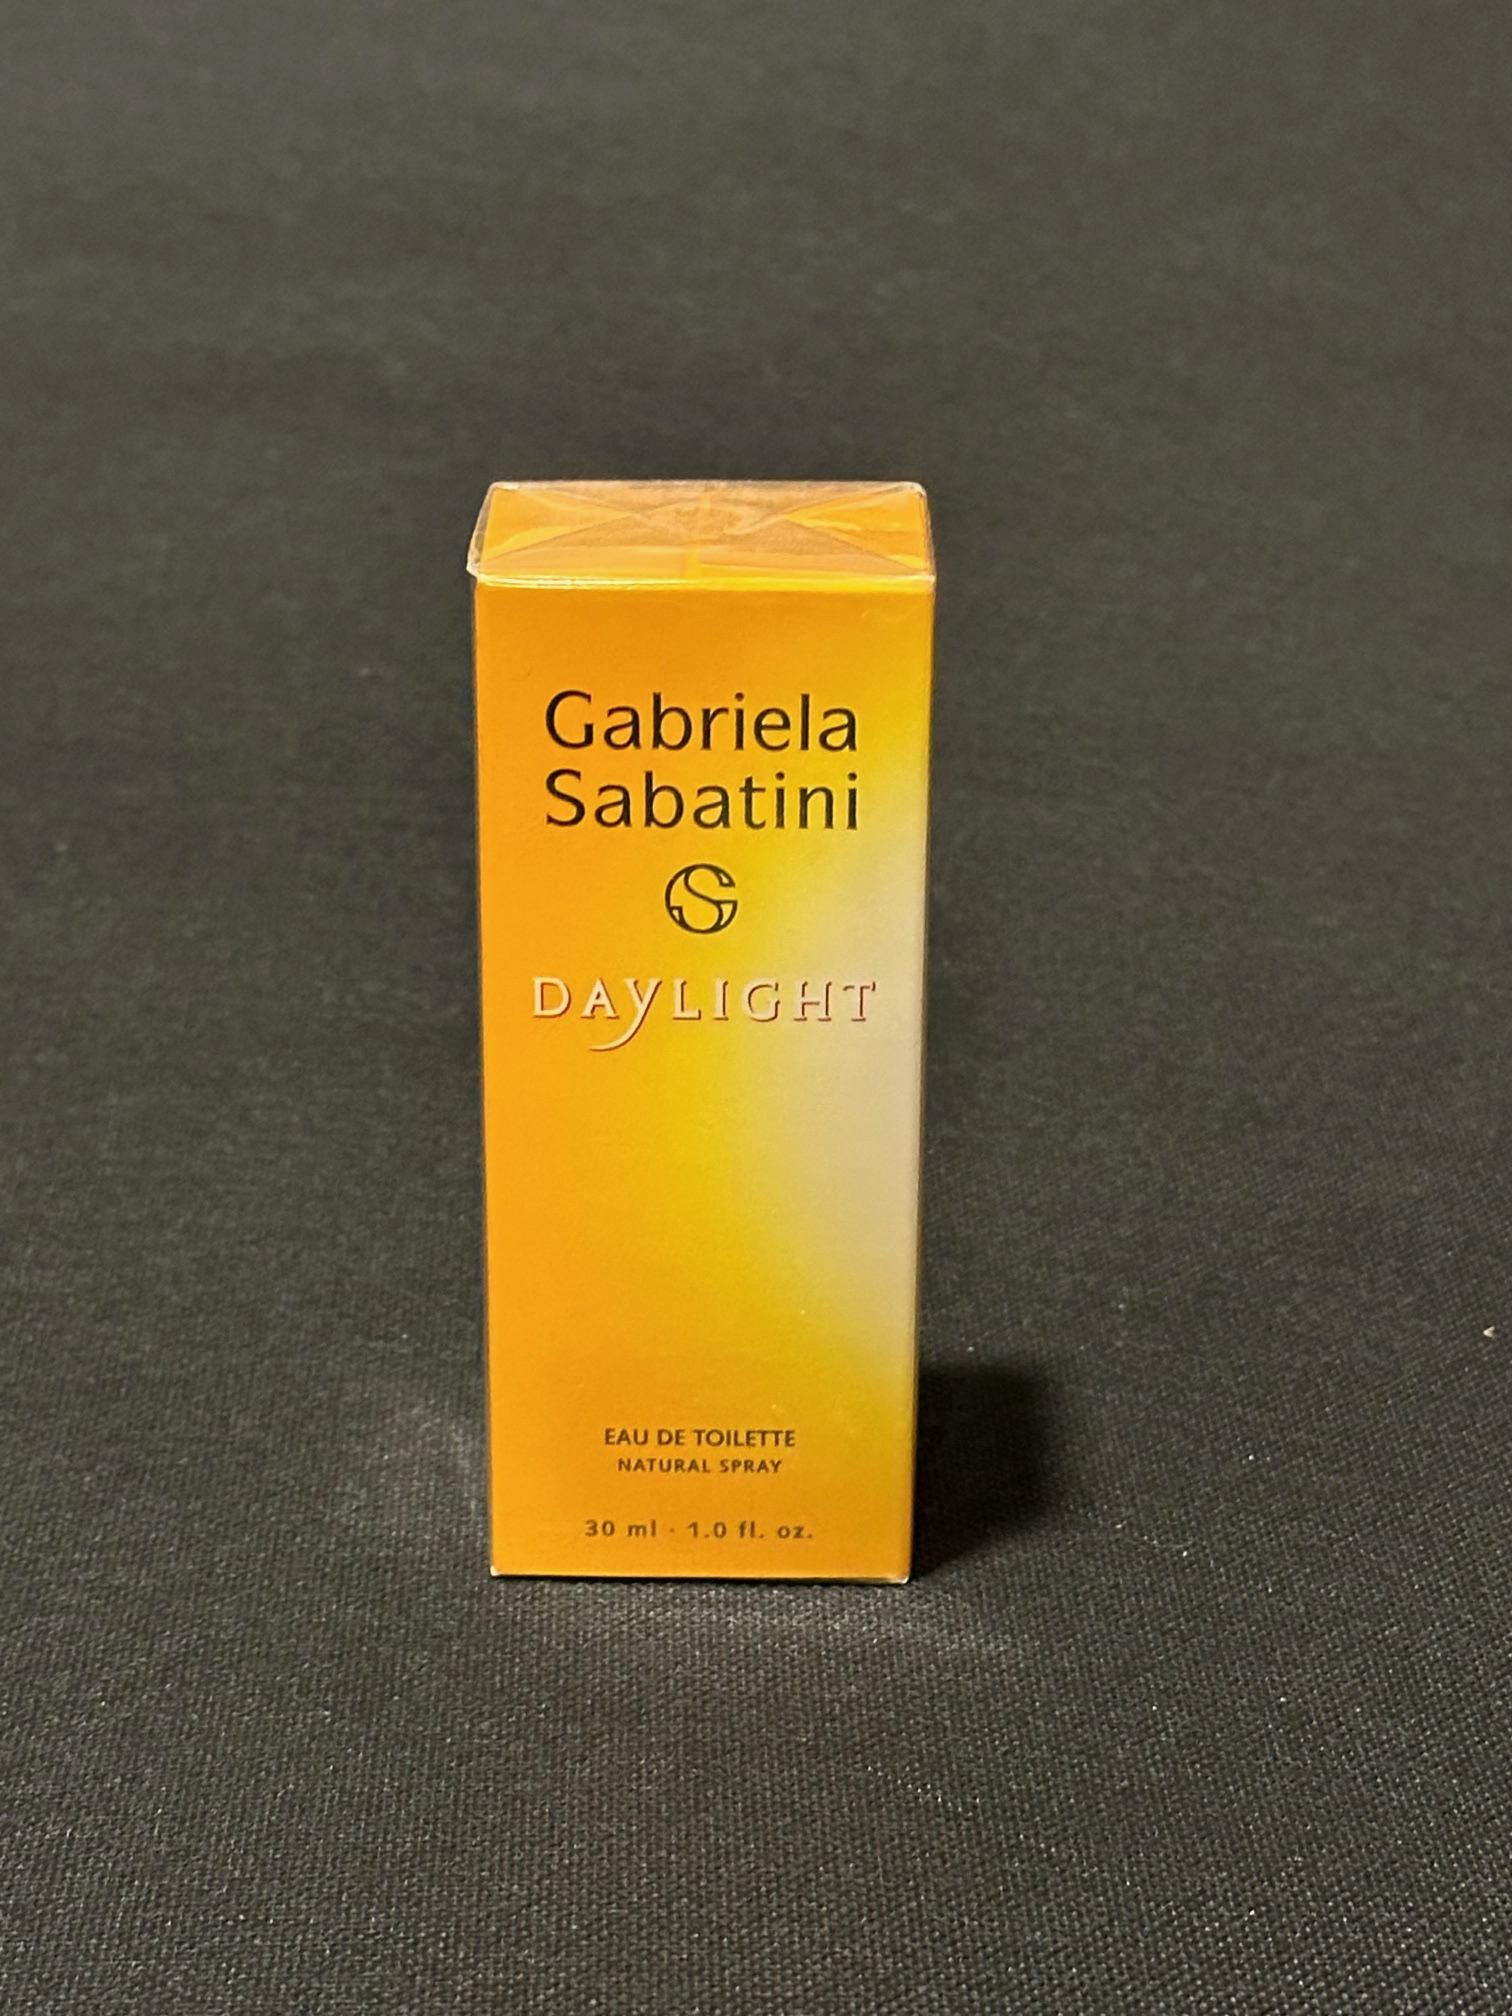 Gabriela
Sabatini
DAyLIGHT
EAU DE TOILETTE
NATURAL SPRAY
30 ml · 1.0 fl. oz.